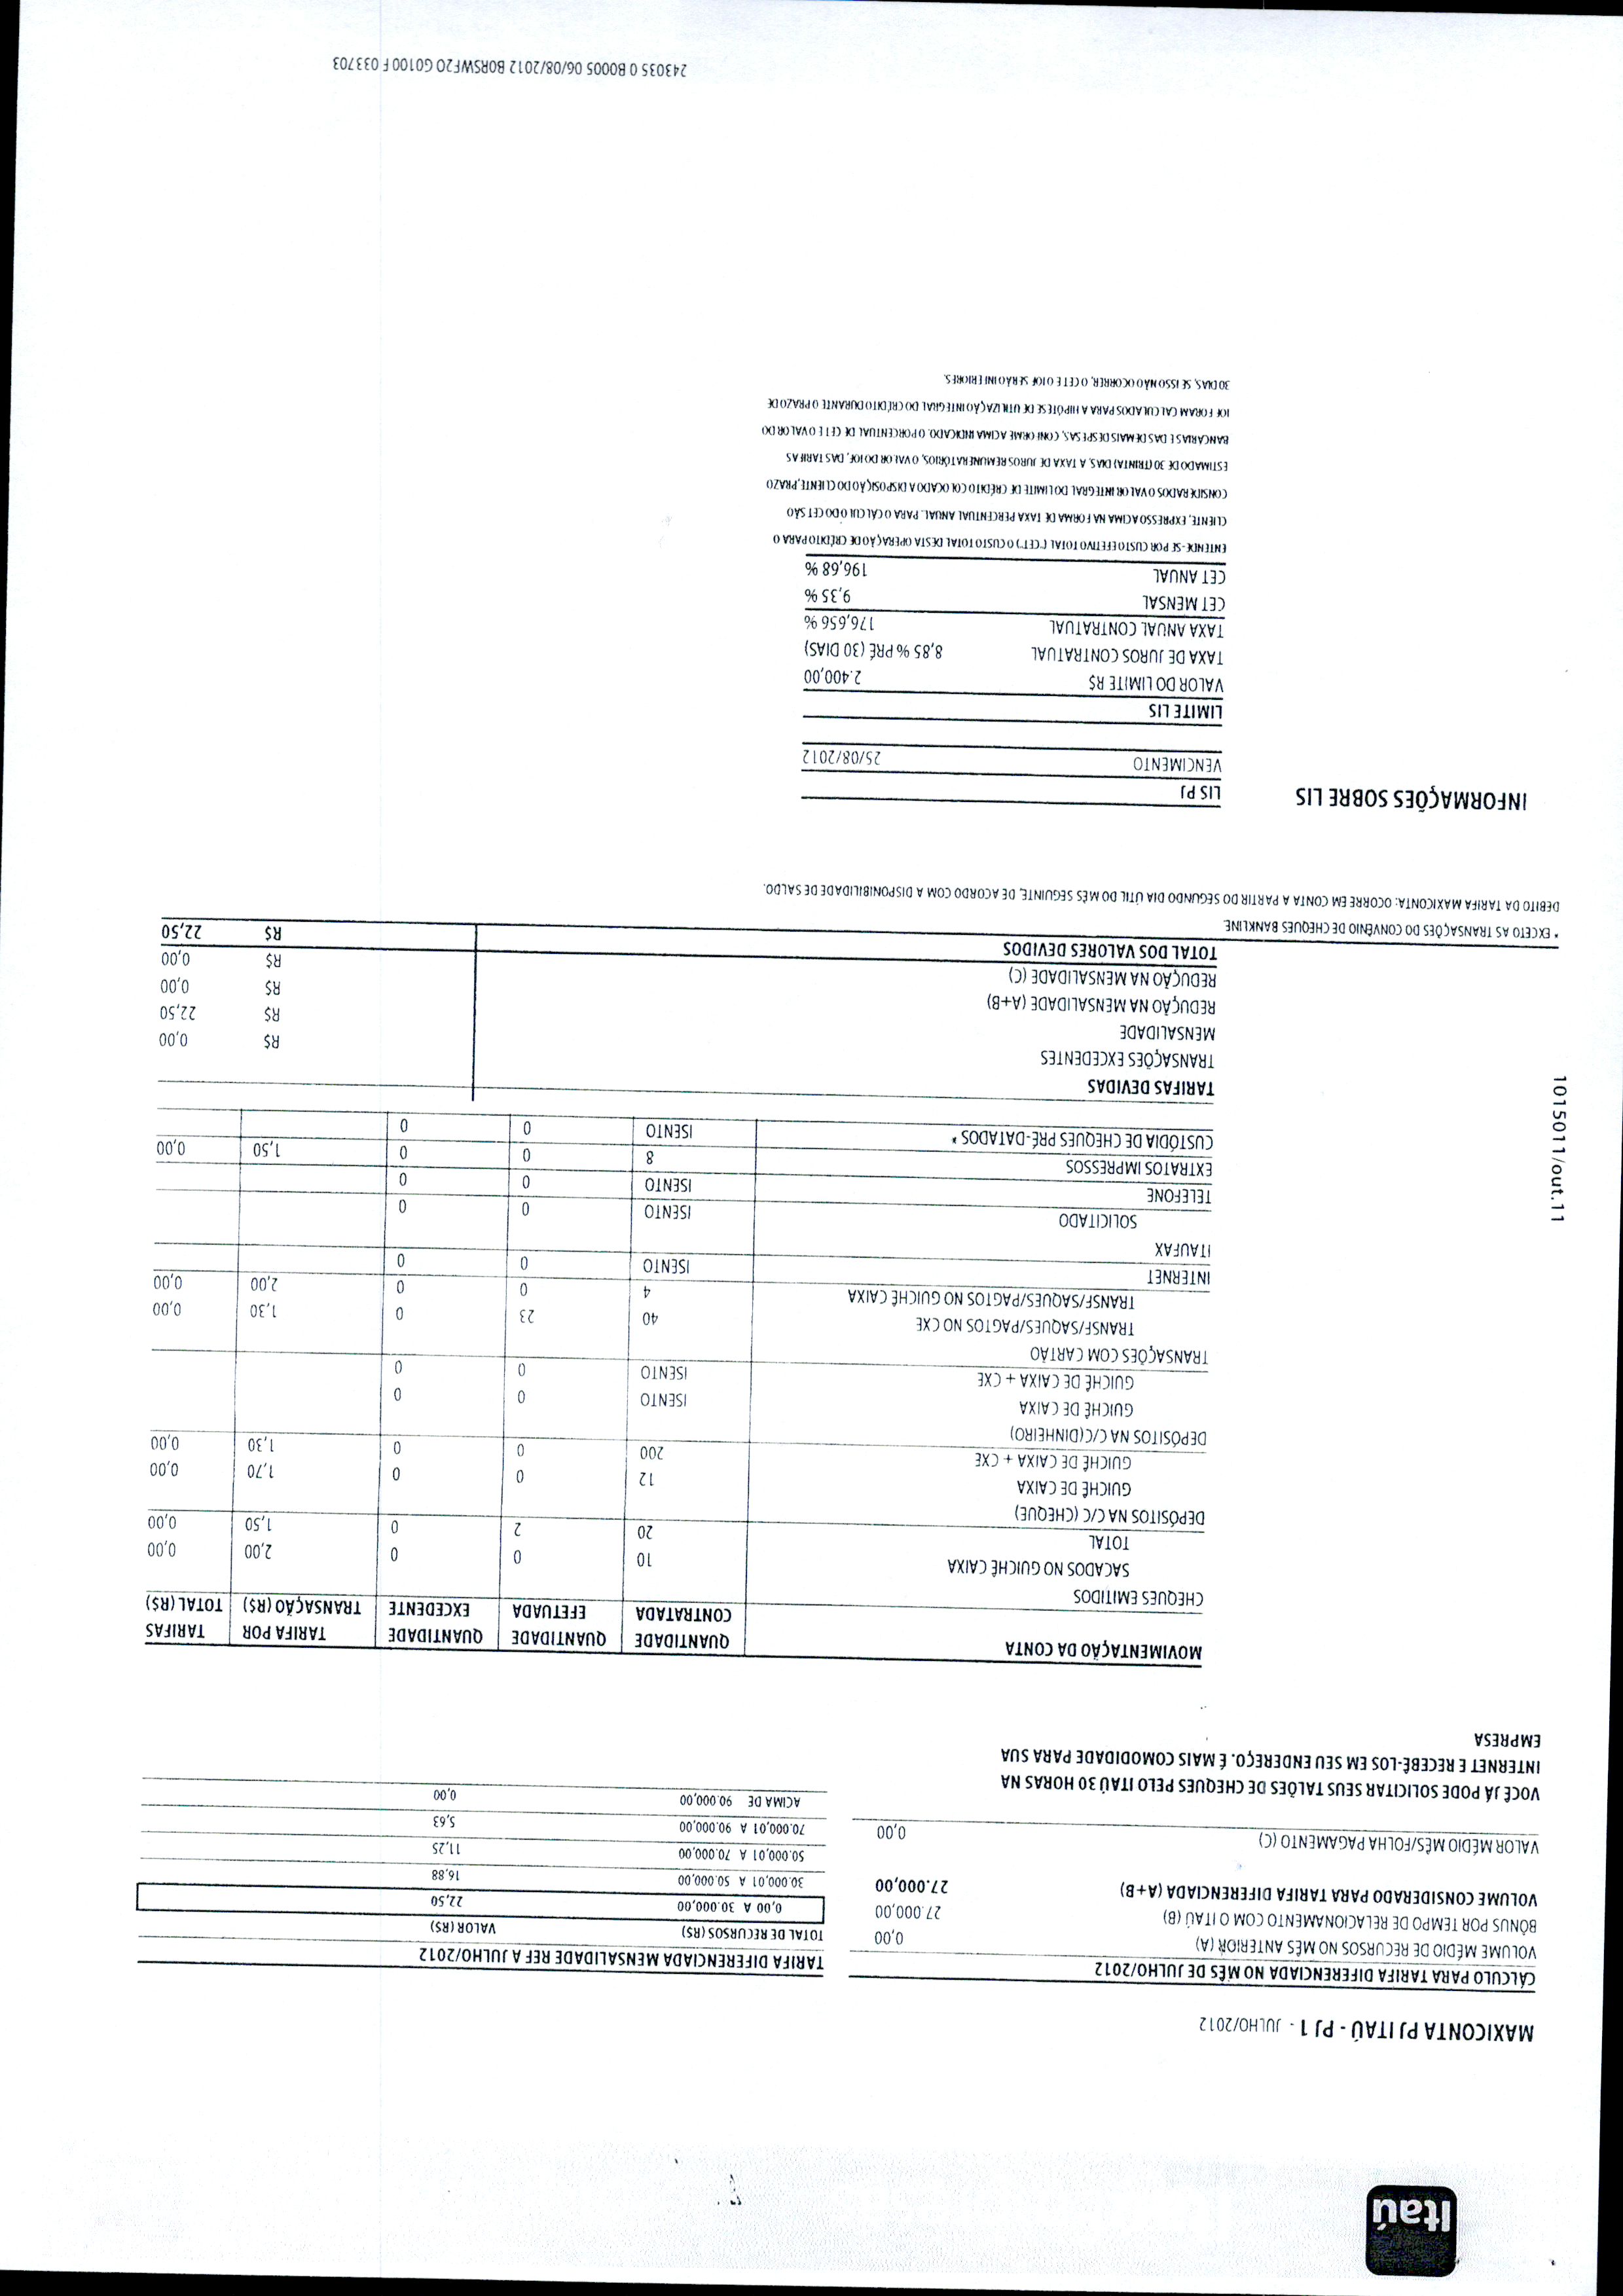 Itaú
MAXICONTA PJ ITAÚ - PJ 1 - JULHO/2012
CÁLCULO PARA TARIFA DIFERENCIADA NO MÊS DE JULHO/2012
VOLUME MÉDIO DE RECURSOS NO MÊS ANTERIOR (A) 0,00
BÔNUS POR TEMPO DE RELACIONAMENTO COM O ITAÚ (B) 27.000,00
VOLUME CONSIDERADO PARA TARIFA DIFERENCIADA (A+B) 27.000,00
VALOR MÉDIO MÊS/FOLHA PAGAMENTO (C) 0,00
VOCÊ JÁ PODE SOLICITAR SEUS TALÕES DE CHEQUES PELO ITAÚ 30 HORAS NA
INTERNET E RECEBÊ-LOS EM SEU ENDEREÇO. É MAIS COMODIDADE PARA SUA
EMPRESA
TARIFA DIFERENCIADA MENSALIDADE REF A JULHO/2012
TOTAL DE RECURSOS (R$) VALOR (R$)
0,00 A 30.000,00 22,50
30.000,01 A 50.000,00 16,88
50.000,01 A 70.000,00 11,25
70.000,01 A 90.000,00 5,63
ACIMA DE 90.000,00 0,00
MOVIMENTAÇÃO DA CONTA QUANTIDADE CONTRATADA QUANTIDADE EFETUADA QUANTIDADE EXCEDENTE TARIFA POR TRANSAÇÃO (R$) TARIFAS TOTAL (R$)
CHEQUES EMITIDOS
SACADOS NO GUICHÊ CAIXA 10 0 0 2,00 0,00
TOTAL 20 2 0 1,50 0,00
DEPÓSITOS NA C/C (CHEQUE)
GUICHÊ DE CAIXA 12 0 0 1,70 0,00
GUICHÊ DE CAIXA + CXE 200 0 0 1,30 0,00
DEPÓSITOS NA C/C(DINHEIRO)
GUICHÊ DE CAIXA ISENTO 0 0
GUICHÊ DE CAIXA + CXE ISENTO 0 0
TRANSAÇÕES COM CARTÃO
TRANSF/SAQUES/PAGTOS NO CXE 40 23 0 1,30 0,00
TRANSF/SAQUES/PAGTOS NO GUICHÊ CAIXA 4 0 0 2,00 0,00
INTERNET ISENTO 0 0
ITAUFAX
SOLICITADO ISENTO 0 0
TELEFONE ISENTO 0 0
EXTRATOS IMPRESSOS 8 0 0 1,50 0,00
CUSTÓDIA DE CHEQUES PRÉ-DATADOS * ISENTO 0 0
TARIFAS DEVIDAS
TRANSAÇÕES EXCEDENTES R$ 0,00
MENSALIDADE R$ 22,50
REDUÇÃO NA MENSALIDADE (A+B) R$ 0,00
REDUÇÃO NA MENSALIDADE (C) R$ 0,00
TOTAL DOS VALORES DEVIDOS R$ 22,50
* EXCETO AS TRANSAÇÕES DO CONVÊNIO DE CHEQUES BANKLINE
DEBITO DA TARIFA MAXICONTA: OCORRE EM CONTA A PARTIR DO SEGUNDO DIA ÚTIL DO MÊS SEGUINTE, DE ACORDO COM A DISPONIBILIDADE DE SALDO.
1015011/out.11
INFORMAÇÕES SOBRE LIS
LIS PJ
VENCIMENTO 25/08/2012
LIMITE LIS
VALOR DO LIMITE R$ 2.400,00
TAXA DE JUROS CONTRATUAL 8,85 % PRÉ (30 DIAS)
TAXA ANUAL CONTRATUAL 176,656 %
CET MENSAL 9,35 %
CET ANUAL 196,68 %
ENTENDE-SE POR CUSTO EFETIVO TOTAL ("CET") O CUSTO TOTAL DESTA OPERAÇÃO DE CRÉDITO PARA O
CLIENTE, EXPRESSO ACIMA NA FORMA DE TAXA PERCENTUAL ANUAL. PARA O CÁLCULO DO CET SÃO
CONSIDERADOS O VALOR INTEGRAL DO LIMITE DE CRÉDITO COLOCADO A DISPOSIÇÃO DO CLIENTE, PRAZO
ESTIMADO DE 30 (TRINTA) DIAS, A TAXA DE JUROS REMUNERATÓRIOS, O VALOR DO IOF, DAS TARIFAS
BANCARIAS E DAS DEMAIS DESPESAS, CONFORME ACIMA INDICADO. O PORCENTUAL DE CET E O VALOR DO
IOF FORAM CALCULADOS PARA A HIPÓTESE DE UTILIZAÇÃO INTEGRAL DO CRÉDITO DURANTE O PRAZO DE
30 DIAS, SE ISSO NÃO OCORRER, O CET E O IOF SERÃO INFERIORES.
243035 0 B0005 06/08/2012 BORSWF2O G0100 F 033703